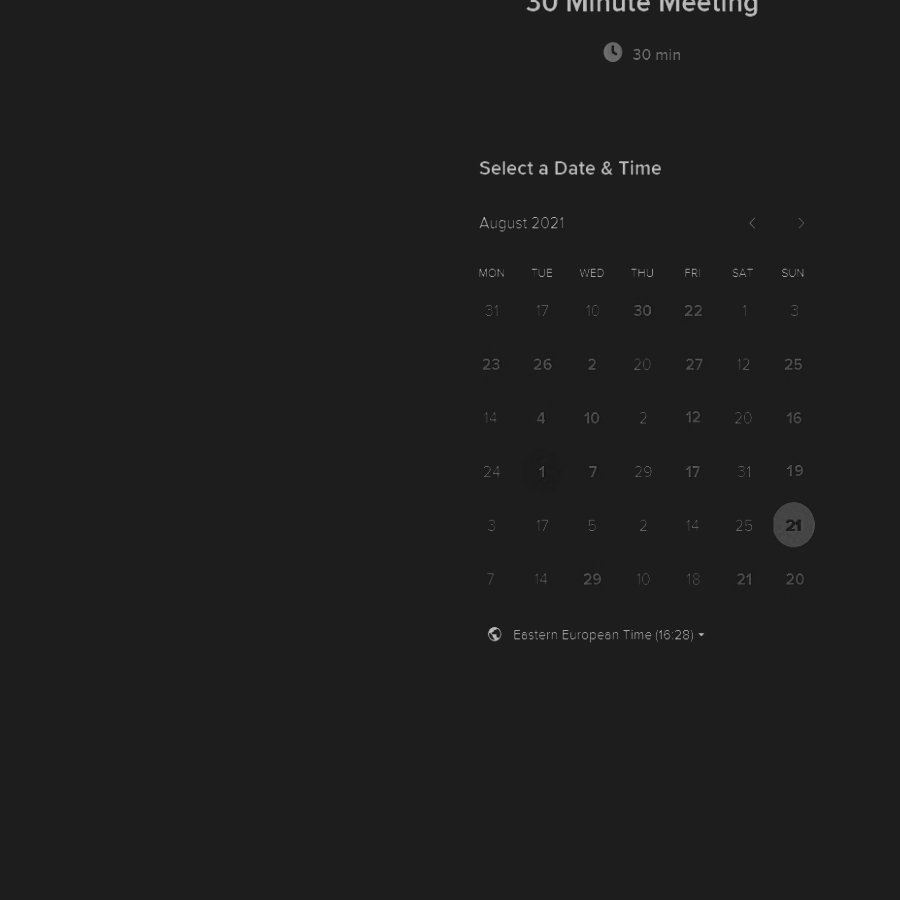 30 Minute Meeting
30 min
Select a Date & Time
August 2021
MON TUE WED THU FRI SAT SUN
31 17 10 30 22 1 3
23 26 2 20 27 12 25
14 4 10 2 12 20 16
24 1 7 29 17 31 19
3 17 5 2 14 25 21
7 14 29 10 18 21 20
Eastern European Time (16:28)